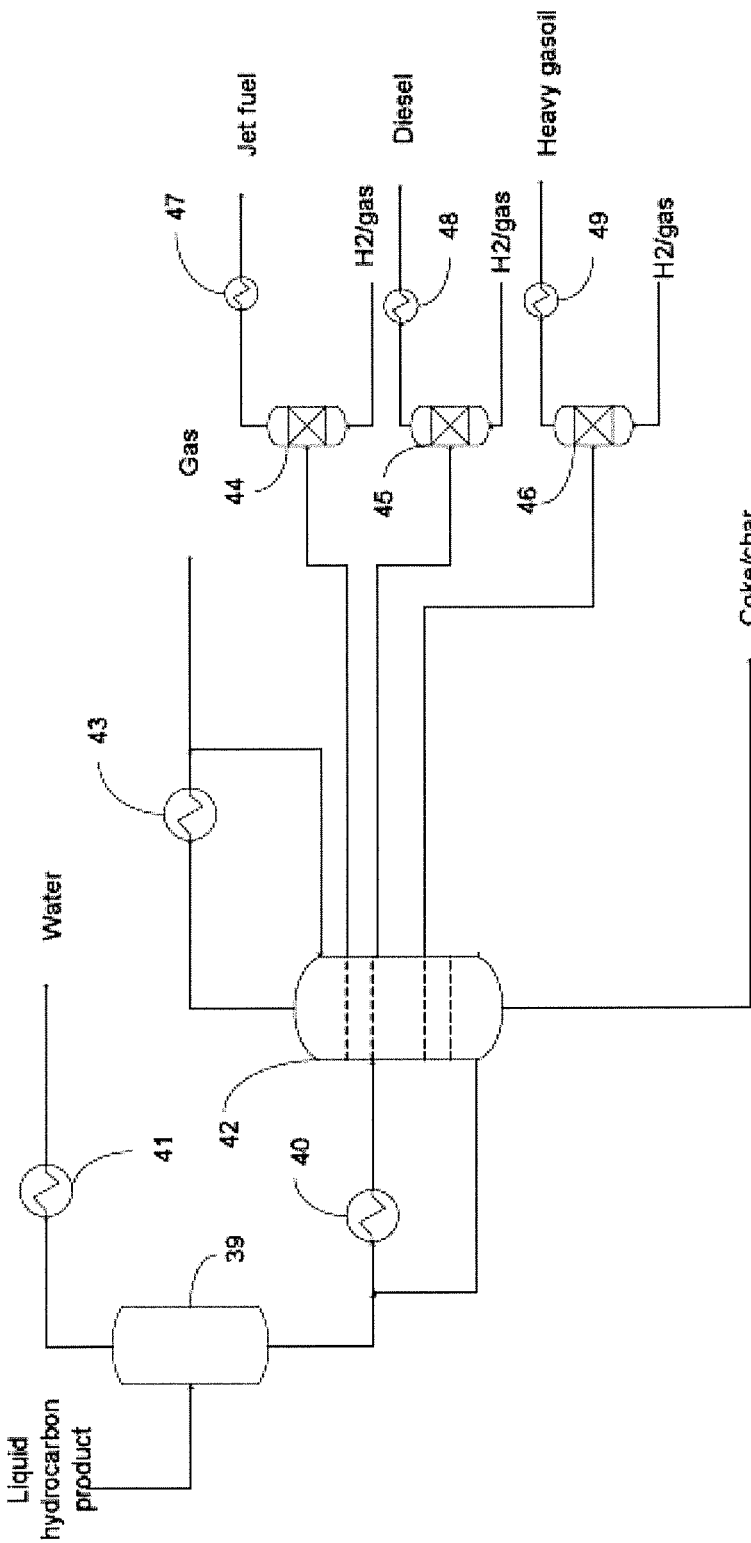 Liquid
hydrocarbon
product
Water
41
39
40
42
43
Gas
44
45
46
47
Jet fuel
H2/gas
48
Diesel
H2/gas
49
Heavy gasoil
H2/gas
Coke/char